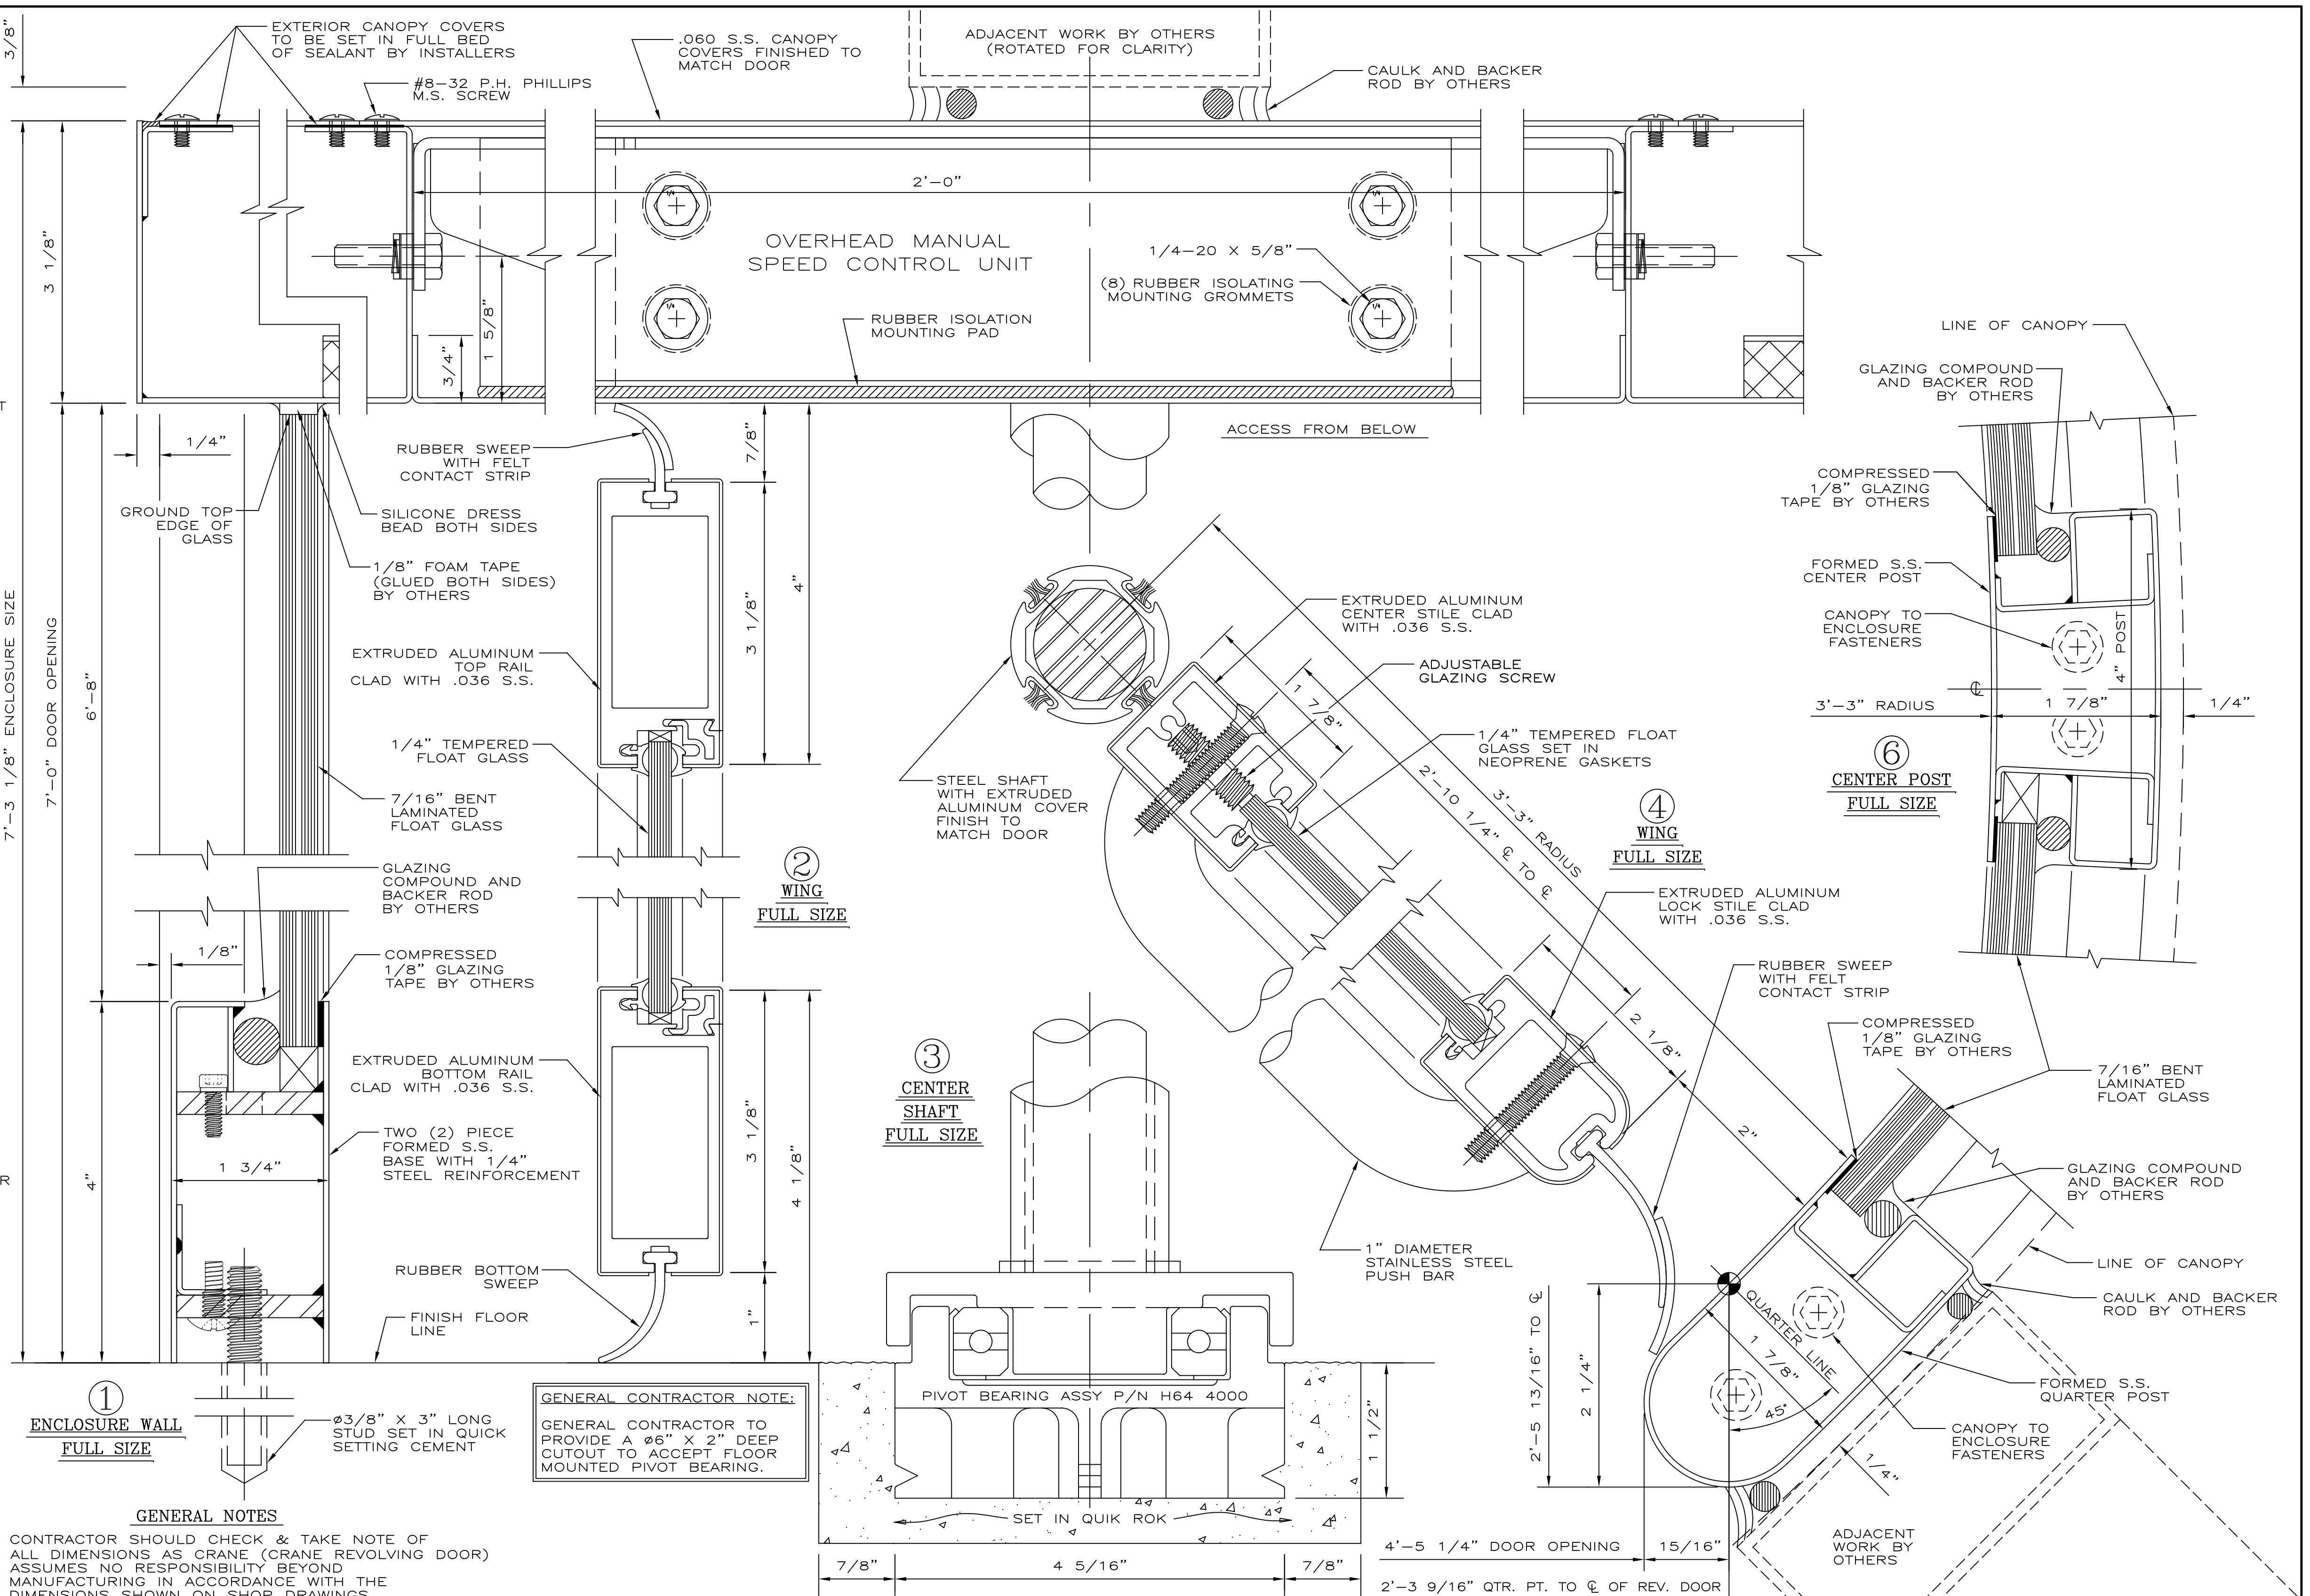 3/8"
EXTERIOR CANOPY COVERS
TO BE SET IN FULL BED
OF SEALANT BY INSTALLERS
#8-32 P.H. PHILLIPS
M.S. SCREW
.060 S.S. CANOPY
COVERS FINISHED TO
MATCH DOOR
ADJACENT WORK BY OTHERS
(ROTATED FOR CLARITY)
CAULK AND BACKER
ROD BY OTHERS
3 1/8"
2'-0"
OVERHEAD MANUAL
SPEED CONTROL UNIT
1/4
1/4
1/4
1/4
1/4-20 X 5/8"
(8) RUBBER ISOLATING
MOUNTING GROMMETS
RUBBER ISOLATION
MOUNTING PAD
3/4"
1 5/8"
T
R
ACCESS FROM BELOW
7'-3 1/8" ENCLOSURE SIZE
7'-0" DOOR OPENING
6'-8"
4"
1/4"
GROUND TOP
EDGE OF
GLASS
RUBBER SWEEP
WITH FELT
CONTACT STRIP
SILICONE DRESS
BEAD BOTH SIDES
1/8" FOAM TAPE
(GLUED BOTH SIDES)
BY OTHERS
EXTRUDED ALUMINUM
TOP RAIL
CLAD WITH .036 S.S.
1/4" TEMPERED
FLOAT GLASS
7/16" BENT
LAMINATED
FLOAT GLASS
GLAZING
COMPOUND AND
BACKER ROD
BY OTHERS
1/8"
COMPRESSED
1/8" GLAZING
TAPE BY OTHERS
EXTRUDED ALUMINUM
BOTTOM RAIL
CLAD WITH .036 S.S.
TWO (2) PIECE
FORMED S.S.
BASE WITH 1/4"
STEEL REINFORCEMENT
1 3/4"
RUBBER BOTTOM
SWEEP
FINISH FLOOR
LINE
7/8"
3 1/8"
4"
2
WING
FULL SIZE
3 1/8"
4 1/8"
1"
1
ENCLOSURE WALL
FULL SIZE
ø3/8" X 3" LONG
STUD SET IN QUICK
SETTING CEMENT
GENERAL CONTRACTOR NOTE:
GENERAL CONTRACTOR TO
PROVIDE A ø6" X 2" DEEP
CUTOUT TO ACCEPT FLOOR
MOUNTED PIVOT BEARING.
GENERAL NOTES
CONTRACTOR SHOULD CHECK & TAKE NOTE OF
ALL DIMENSIONS AS CRANE (CRANE REVOLVING DOOR)
ASSUMES NO RESPONSIBILITY BEYOND
MANUFACTURING IN ACCORDANCE WITH THE
DIMENSIONS SHOWN ON SHOP DRAWINGS
3
CENTER
SHAFT
FULL SIZE
PIVOT BEARING ASSY P/N H64 4000
SET IN QUIK ROK
1 1/2"
7/8"
4 5/16"
7/8"
STEEL SHAFT
WITH EXTRUDED
ALUMINUM COVER
FINISH TO
MATCH DOOR
EXTRUDED ALUMINUM
CENTER STILE CLAD
WITH .036 S.S.
ADJUSTABLE
GLAZING SCREW
1/4" TEMPERED FLOAT
GLASS SET IN
NEOPRENE GASKETS
1 7/8"
2'-10 1/4" ℄ TO ℄
3'-3" RADIUS
4
WING
FULL SIZE
EXTRUDED ALUMINUM
LOCK STILE CLAD
WITH .036 S.S.
RUBBER SWEEP
WITH FELT
CONTACT STRIP
2 1/8"
2"
1" DIAMETER
STAINLESS STEEL
PUSH BAR
LINE OF CANOPY
GLAZING COMPOUND
AND BACKER ROD
BY OTHERS
COMPRESSED
1/8" GLAZING
TAPE BY OTHERS
FORMED S.S.
CENTER POST
CANOPY TO
ENCLOSURE
FASTENERS
4" POST
℄
3'-3" RADIUS
1 7/8"
1/4"
6
CENTER POST
FULL SIZE
COMPRESSED
1/8" GLAZING
TAPE BY OTHERS
7/16" BENT
LAMINATED
FLOAT GLASS
GLAZING COMPOUND
AND BACKER ROD
BY OTHERS
LINE OF CANOPY
CAULK AND BACKER
ROD BY OTHERS
QUARTER LINE
1 7/8"
45°
FORMED S.S.
QUARTER POST
CANOPY TO
ENCLOSURE
FASTENERS
1/4"
2'-5 13/16" TO ℄
2 1/4"
4'-5 1/4" DOOR OPENING
15/16"
2'-3 9/16" QTR. PT. TO ℄ OF REV. DOOR
ADJACENT
WORK BY
OTHERS